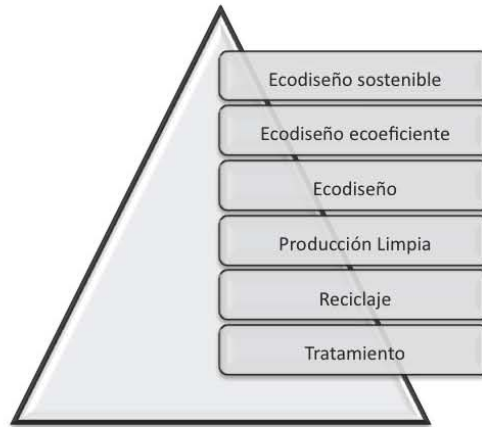 Ecodiseño sostenible
Ecodiseño ecoeficiente
Ecodiseño
Producción Limpia
Reciclaje
Tratamiento